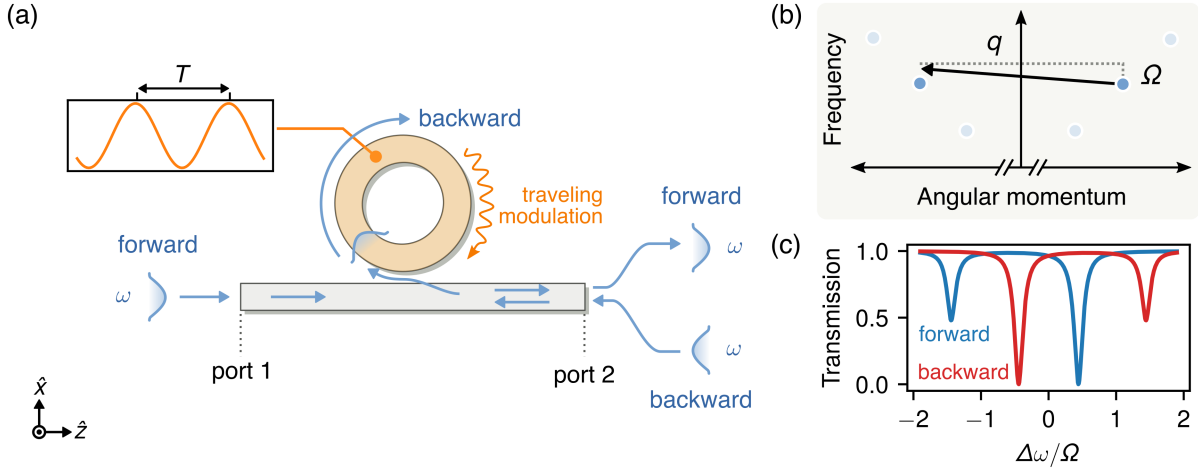 (a)
T
backward
traveling
modulation
forward
ω
forward
ω
port 1
port 2
ω
backward
x̂
ẑ
(b)
Frequency
q
Ω
Angular momentum
(c)
Transmission
1.0
0.5
0.0
forward
backward
−2
−1
0
1
2
Δω/Ω